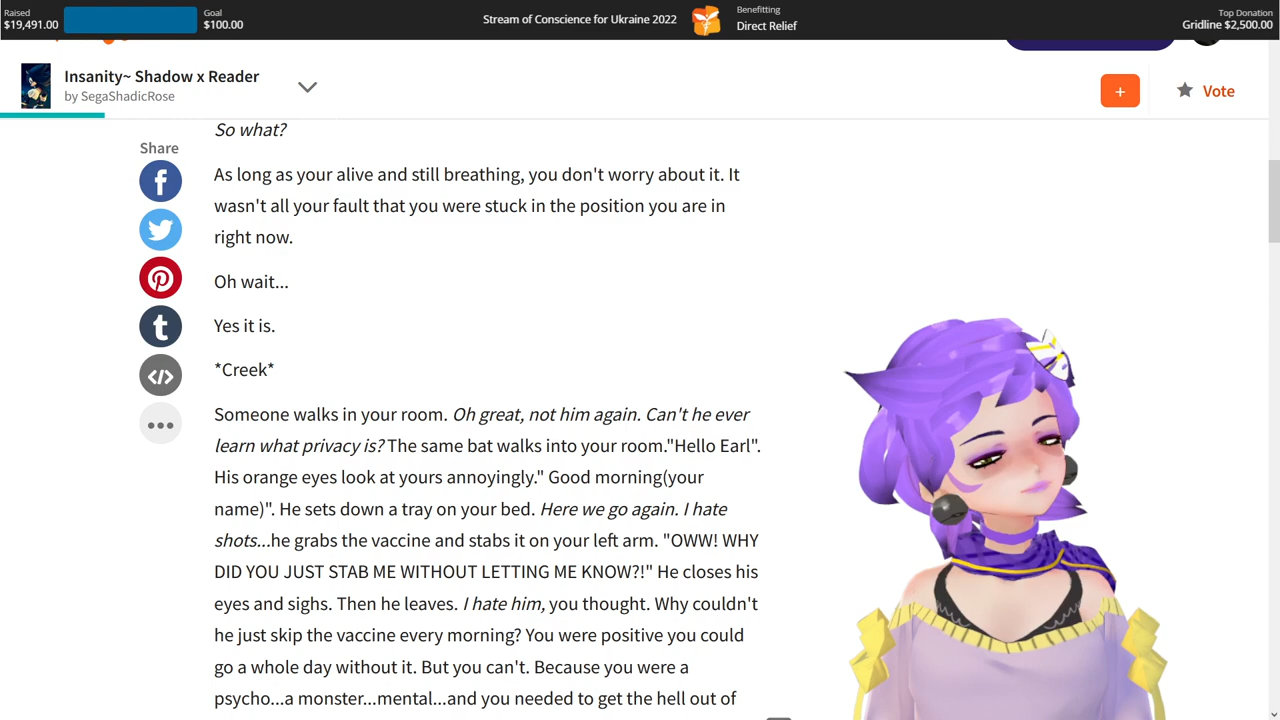 Raised
$19,491.00
Goal
$100.00
Stream of Conscience for Ukraine 2022
Benefitting
Direct Relief
Top Donation
Gridline $2,500.00
Insanity~ Shadow x Reader
by SegaShadicRose
+
Vote
Share
So what?
As long as your alive and still breathing, you don't worry about it. It
wasn't all your fault that you were stuck in the position you are in
right now.
Oh wait...
Yes it is.
*Creek*
Someone walks in your room. Oh great, not him again. Can't he ever
learn what privacy is? The same bat walks into your room."Hello Earl".
His orange eyes look at yours annoyingly." Good morning(your
name)". He sets down a tray on your bed. Here we go again. I hate
shots...he grabs the vaccine and stabs it on your left arm. "OWW! WHY
DID YOU JUST STAB ME WITHOUT LETTING ME KNOW?!" He closes his
eyes and sighs. Then he leaves. I hate him, you thought. Why couldn't
he just skip the vaccine every morning? You were positive you could
go a whole day without it. But you can't. Because you were a
psycho...a monster...mental...and you needed to get the hell out of